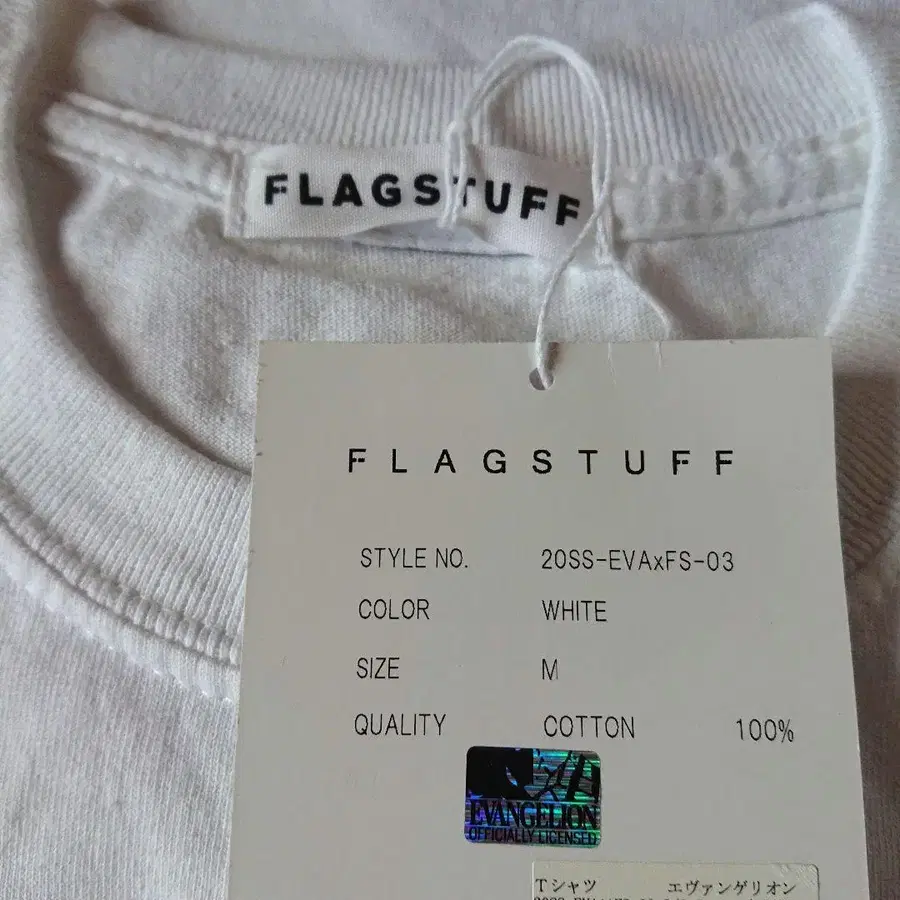 FLAGSTUFF
FLAGSTUFF
STYLE NO. 20SS-EVAxFS-03
COLOR WHITE
SIZE M
QUALITY COTTON 100%
EVANGELION
OFFICIALLY LICENSED
Tシャツ エヴァンゲリオン